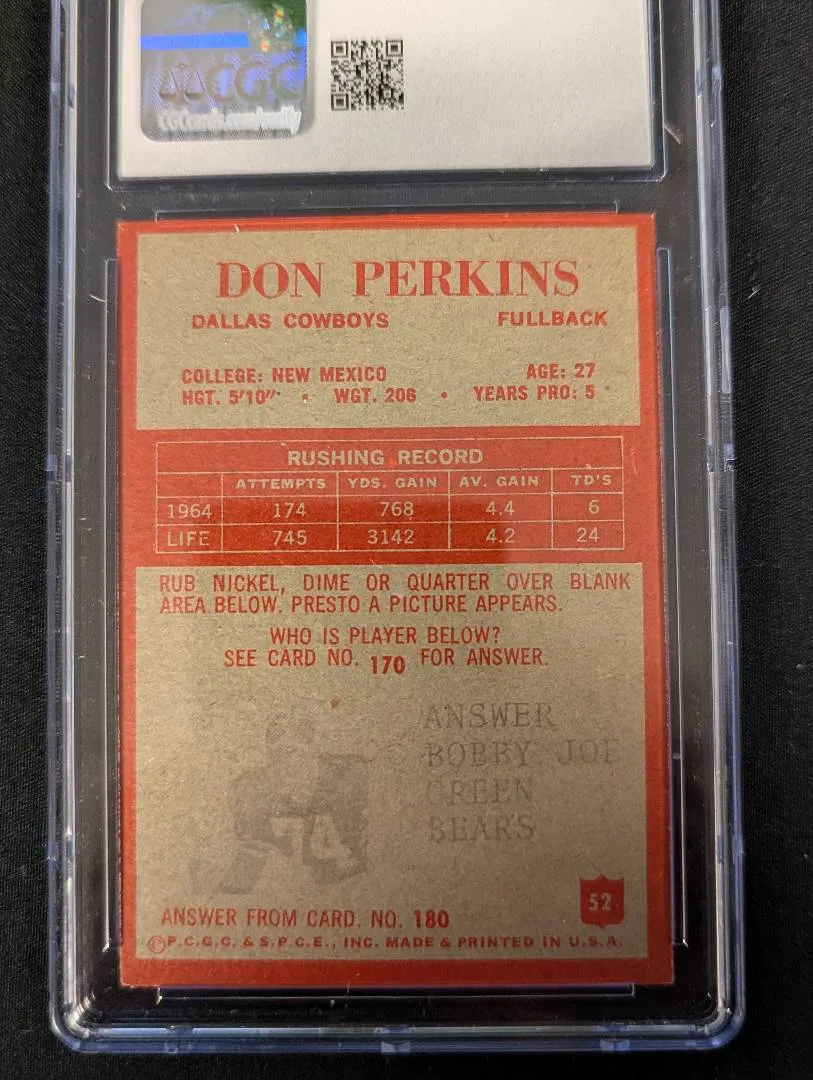 CGC
DON PERKINS
DALLAS COWBOYS FULLBACK
COLLEGE: NEW MEXICO AGE: 27
HGT. 5'10" • WGT. 206 • YEARS PRO: 5
RUSHING RECORD
ATTEMPTS YDS. GAIN AV. GAIN TD'S
1964 174 768 4.4 6
LIFE 745 3142 4.2 24
RUB NICKEL, DIME OR QUARTER OVER BLANK
AREA BELOW. PRESTO A PICTURE APPEARS.
WHO IS PLAYER BELOW?
SEE CARD NO. 170 FOR ANSWER.
ANSWER
BOBBY JOE
GREEN
BEARS
74
52
ANSWER FROM CARD. NO. 180
©P.C.G.C. & S.P.C.E., INC. MADE & PRINTED IN U.S.A.